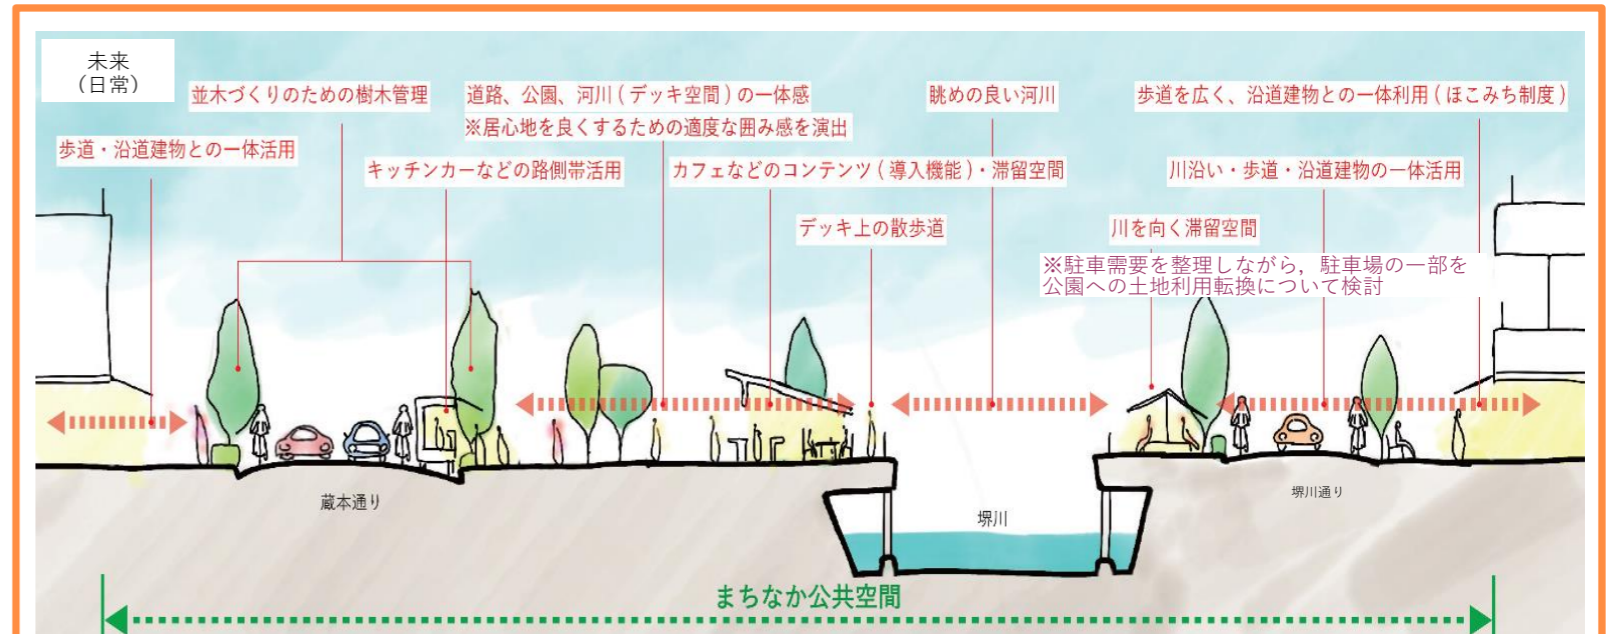 未来
（日常）
並木づくりのための樹木管理
道路、公園、河川（デッキ空間）の一体感
※居心地を良くするための適度な囲み感を演出
眺めの良い河川
歩道を広く、沿道建物との一体利用（ほこみち制度）
歩道・沿道建物との一体活用
キッチンカーなどの路側帯活用
カフェなどのコンテンツ（導入機能）・滞留空間
川沿い・歩道・沿道建物の一体活用
デッキ上の散歩道
川を向く滞留空間
※駐車需要を整理しながら，駐車場の一部を
公園への土地利用転換について検討
蔵本通り
堺川
堺川通り
まちなか公共空間